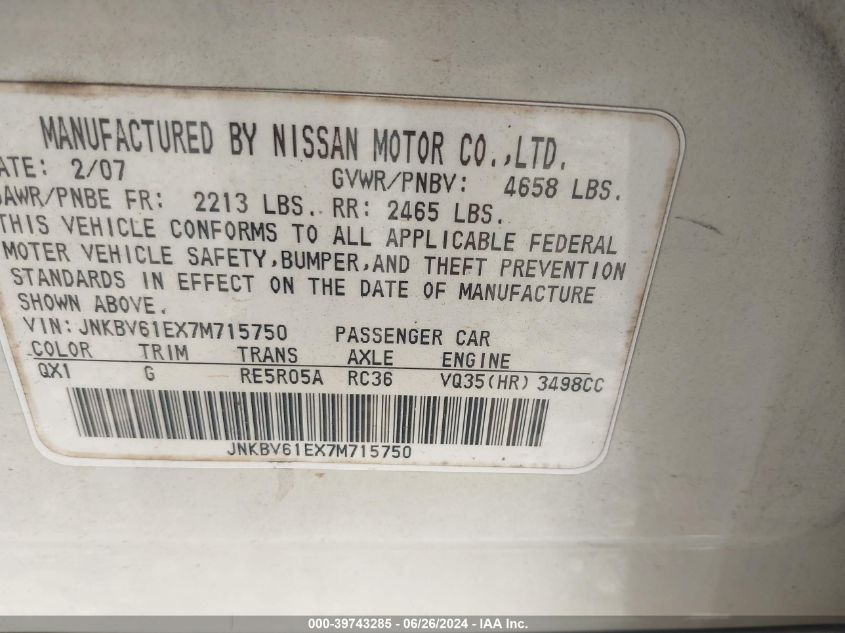 MANUFACTURED BY NISSAN MOTOR CO.,LTD.
ATE: 2/07 GVWR/PNBV: 4658 LBS.
AWR/PNBE FR: 2213 LBS. RR: 2465 LBS.
THIS VEHICLE CONFORMS TO ALL APPLICABLE FEDERAL
MOTER VEHICLE SAFETY,BUMPER,AND THEFT PREVENTION
STANDARDS IN EFFECT ON THE DATE OF MANUFACTURE
SHOWN ABOVE.
VIN: JNKBV61EX7M715750 PASSENGER CAR
COLOR TRIM TRANS AXLE ENGINE
QX1 G RE5R05A RC36 VQ35(HR) 3498CC
JNKBV61EX7M715750
000-39743285 - 06/26/2024 - IAA Inc.